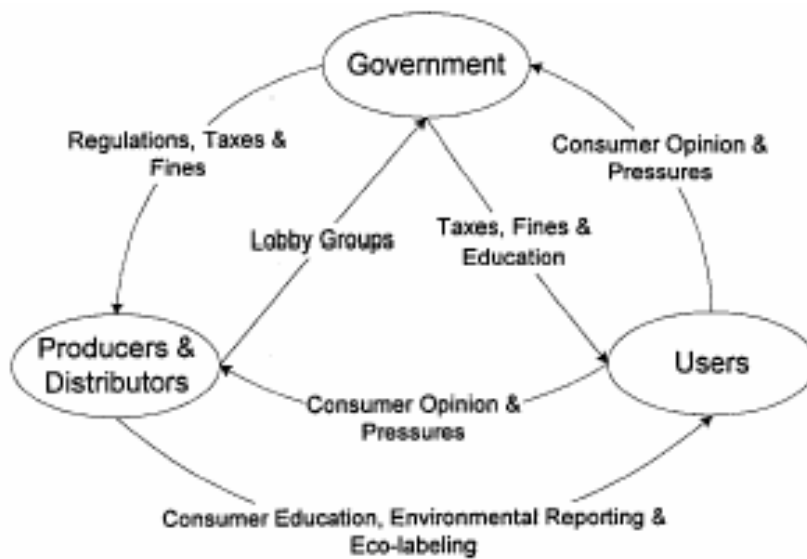 Government
Regulations, Taxes &
Fines
Consumer Opinion &
Pressures
Lobby Groups
Taxes, Fines &
Education
Producers &
Distributors
Users
Consumer Opinion &
Pressures
Consumer Education, Environmental Reporting &
Eco-labeling